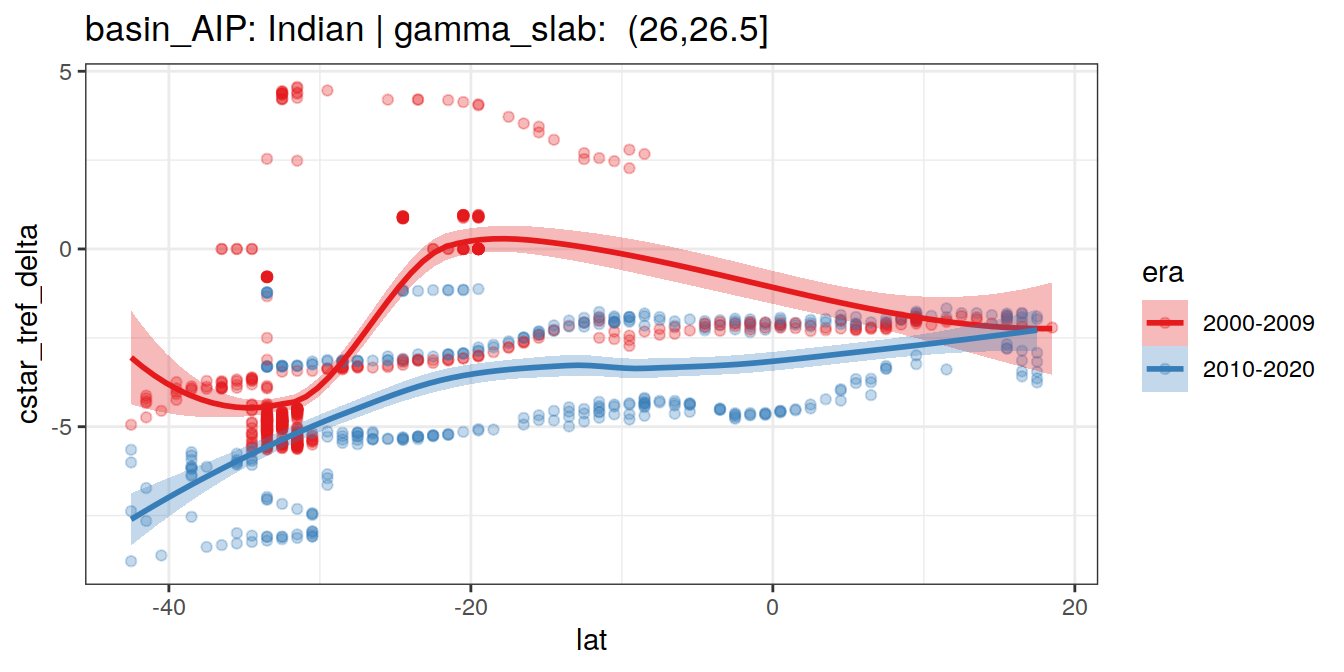 basin_AIP: Indian | gamma_slab:  (26,26.5]
5
0
-5
cstar_tref_delta
-40
-20
0
20
lat
era
2000-2009
2010-2020